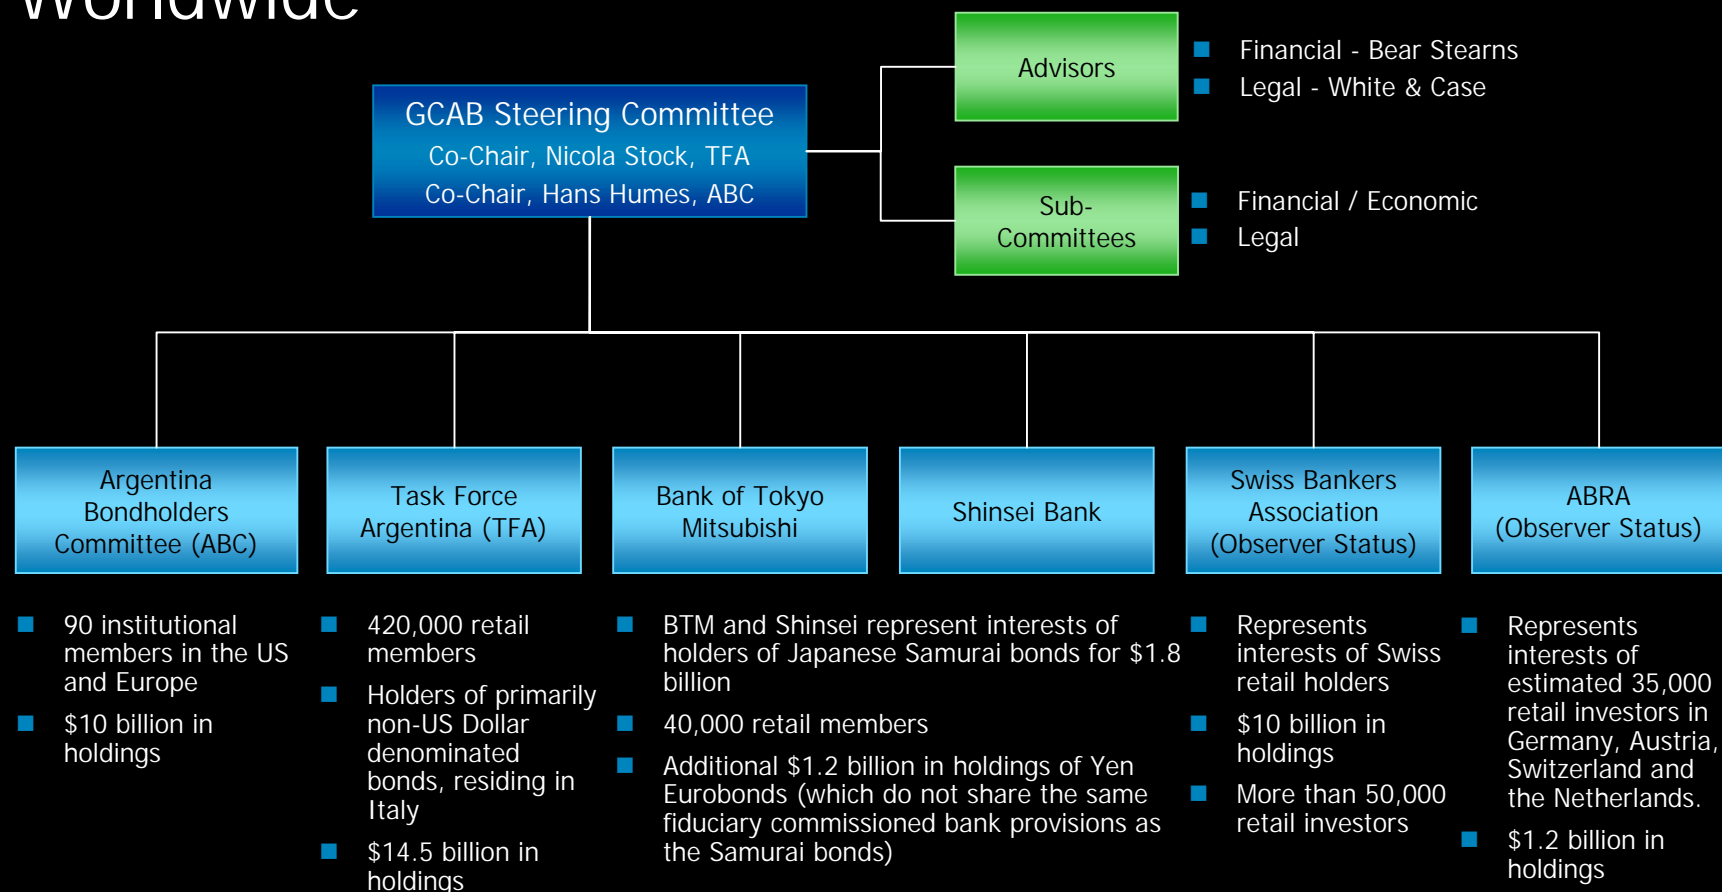 Worldwide
GCAB Steering Committee
Co-Chair, Nicola Stock, TFA
Co-Chair, Hans Humes, ABC
Advisors
Financial - Bear Stearns
Legal - White & Case
Sub-
Committees
Financial / Economic
Legal
Argentina
Bondholders
Committee (ABC)
Task Force
Argentina (TFA)
Bank of Tokyo
Mitsubishi
Shinsei Bank
Swiss Bankers
Association
(Observer Status)
ABRA
(Observer Status)
90 institutional
members in the US
and Europe
$10 billion in
holdings
420,000 retail
members
Holders of primarily
non-US Dollar
denominated
bonds, residing in
Italy
$14.5 billion in
holdings
BTM and Shinsei represent interests of
holders of Japanese Samurai bonds for $1.8
billion
40,000 retail members
Additional $1.2 billion in holdings of Yen
Eurobonds (which do not share the same
fiduciary commissioned bank provisions as
the Samurai bonds)
Represents
interests of Swiss
retail holders
$10 billion in
holdings
More than 50,000
retail investors
Represents
interests of
estimated 35,000
retail investors in
Germany, Austria,
Switzerland and
the Netherlands.
$1.2 billion in
holdings